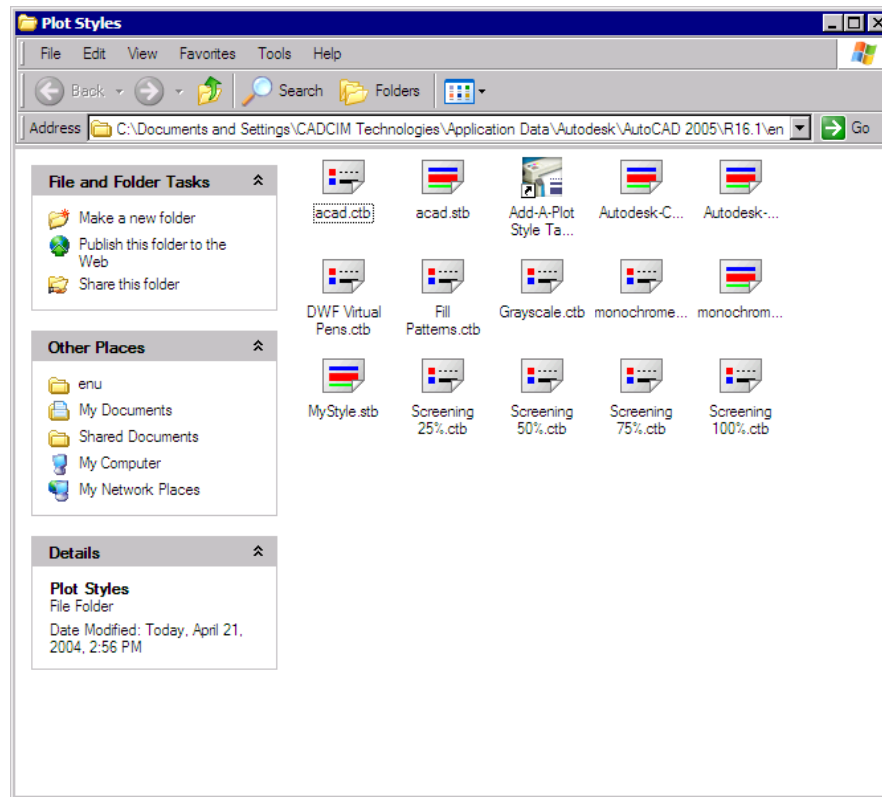 Plot Styles
File Edit View Favorites Tools Help
Back Search Folders
Address C:\Documents and Settings\CADCIM Technologies\Application Data\Autodesk\AutoCAD 2005\R16.1\en Go
File and Folder Tasks
Make a new folder
Publish this folder to the
Web
Share this folder
Other Places
enu
My Documents
Shared Documents
My Computer
My Network Places
Details
Plot Styles
File Folder
Date Modified: Today, April 21,
2004, 2:56 PM
acad.ctb acad.stb Add-A-Plot Autodesk-C... Autodesk-...
Style Ta...
DWF Virtual Fill Grayscale.ctb monochrome... monochrom...
Pens.ctb Patterns.ctb
MyStyle.stb Screening Screening Screening Screening
25%.ctb 50%.ctb 75%.ctb 100%.ctb